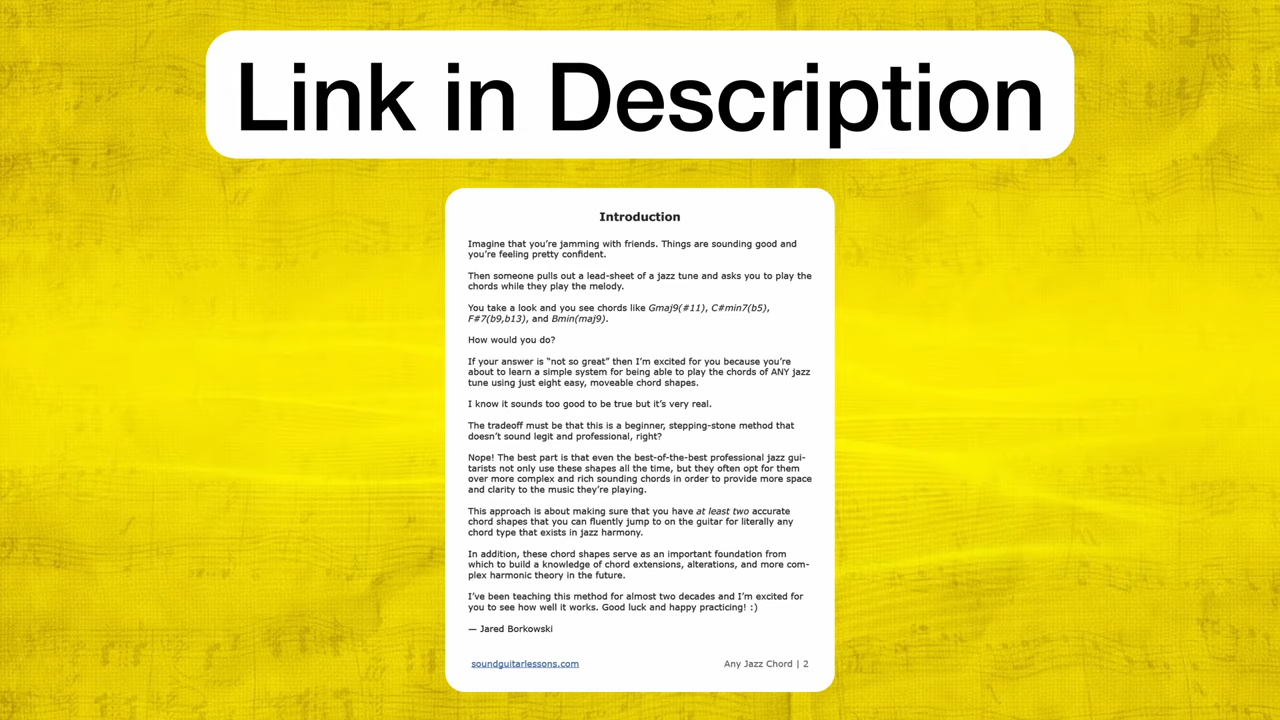 Link in Description
Introduction
Imagine that you're jamming with friends. Things are sounding good and
you're feeling pretty confident.
Then someone pulls out a lead-sheet of a jazz tune and asks you to play the
chords while they play the melody.
You take a look and you see chords like Gmaj9(#11), C#min7(b5),
F#7(b9,b13), and Bmin(maj9).
How would you do?
If your answer is “not so great” then I'm excited for you because you're
about to learn a simple system for being able to play the chords of ANY jazz
tune using just eight easy, moveable chord shapes.
I know it sounds too good to be true but it's very real.
The tradeoff must be that this is a beginner, stepping-stone method that
doesn't sound legit and professional, right?
Nope! The best part is that even the best-of-the-best professional jazz gui-
tarists not only use these shapes all the time, but they often opt for them
over more complex and rich sounding chords in order to provide more space
and clarity to the music they're playing.
This approach is about making sure that you have at least two accurate
chord shapes that you can fluently jump to on the guitar for literally any
chord type that exists in jazz harmony.
In addition, these chord shapes serve as an important foundation from
which to build a knowledge of chord extensions, alterations, and more com-
plex harmonic theory in the future.
I've been teaching this method for almost two decades and I'm excited for
you to see how well it works. Good luck and happy practicing! :)
— Jared Borkowski
soundguitarlessons.com
Any Jazz Chord | 2